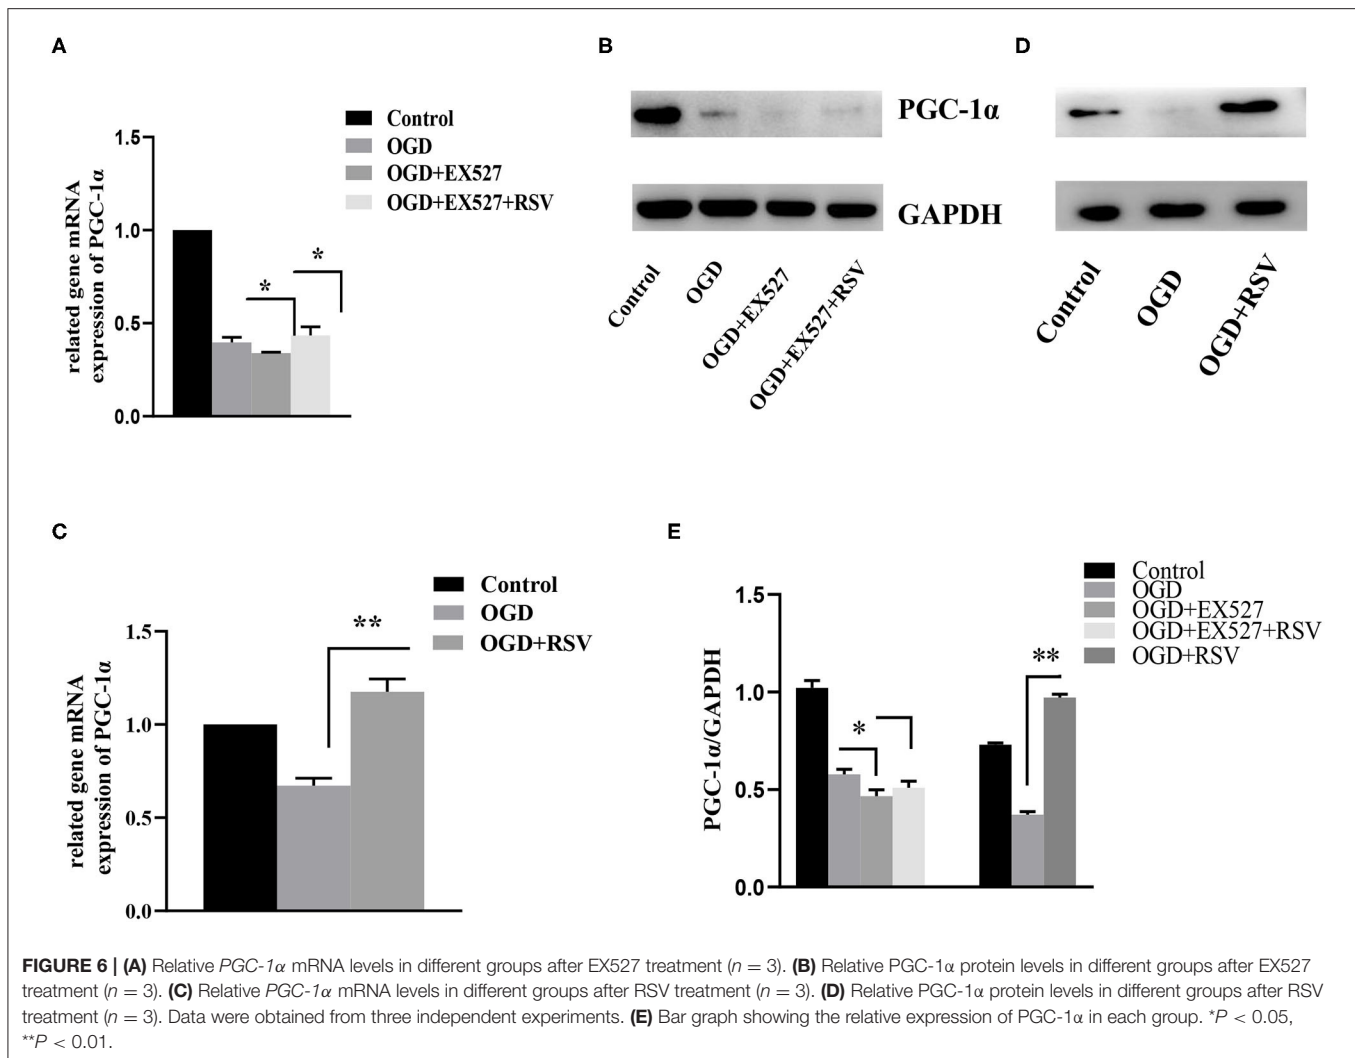 A
Control
OGD
OGD+EX527
OGD+EX527+RSV
related gene mRNA
expression of PGC-1α
1.5
1.0
0.5
0.0
*
*
B
PGC-1α
GAPDH
Control
OGD
OGD+EX527
OGD+EX527+RSV
D
Control
OGD
OGD+RSV
C
Control
OGD
OGD+RSV
related gene mRNA
expression of PGC-1α
1.5
1.0
0.5
0.0
**
E
Control
OGD
OGD+EX527
OGD+EX527+RSV
OGD+RSV
PGC-1α/GAPDH
1.5
1.0
0.5
0.0
*
**
FIGURE 6 | (A) Relative PGC-1α mRNA levels in different groups after EX527 treatment (n = 3). (B) Relative PGC-1α protein levels in different groups after EX527
treatment (n = 3). (C) Relative PGC-1α mRNA levels in different groups after RSV treatment (n = 3). (D) Relative PGC-1α protein levels in different groups after RSV
treatment (n = 3). Data were obtained from three independent experiments. (E) Bar graph showing the relative expression of PGC-1α in each group. *P < 0.05,
**P < 0.01.